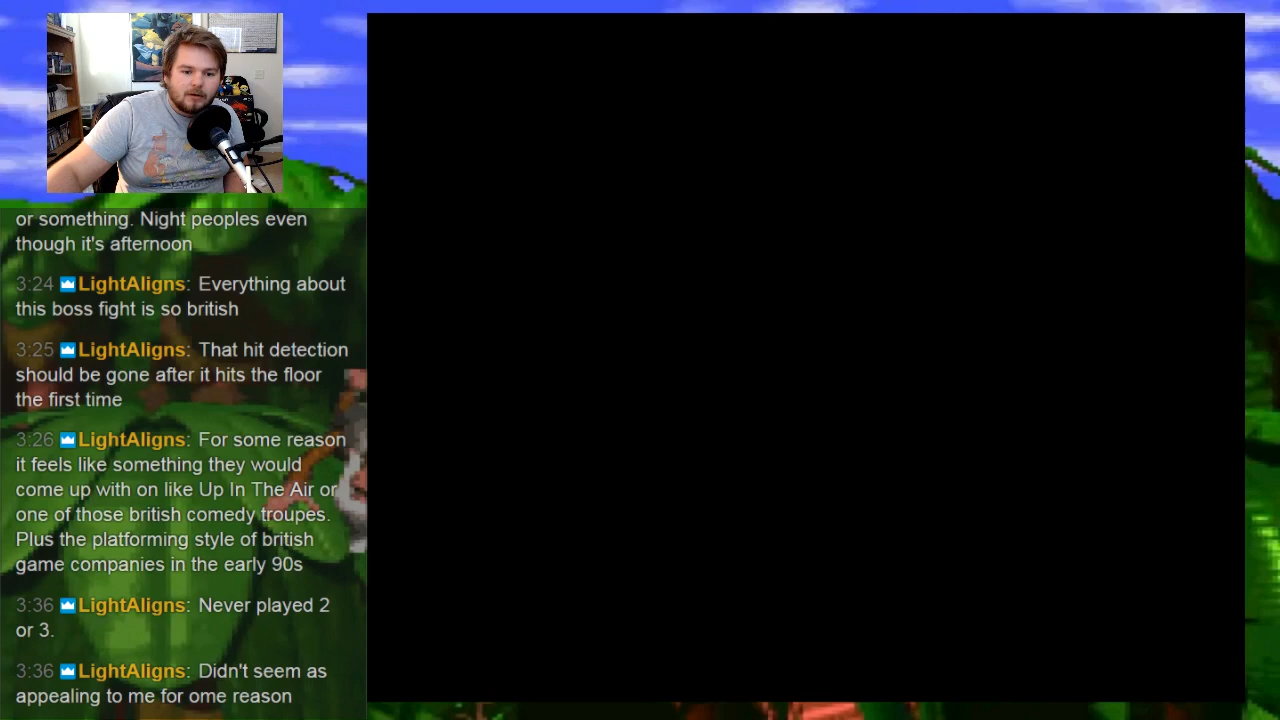 or something. Night peoples even
though it's afternoon
3:24 LightAligns: Everything about
this boss fight is so british
3:25 LightAligns: That hit detection
should be gone after it hits the floor
the first time
3:26 LightAligns: For some reason
it feels like something they would
come up with on like Up In The Air or
one of those british comedy troupes.
Plus the platforming style of british
game companies in the early 90s
3:36 LightAligns: Never played 2
or 3.
3:36 LightAligns: Didn't seem as
appealing to me for ome reason